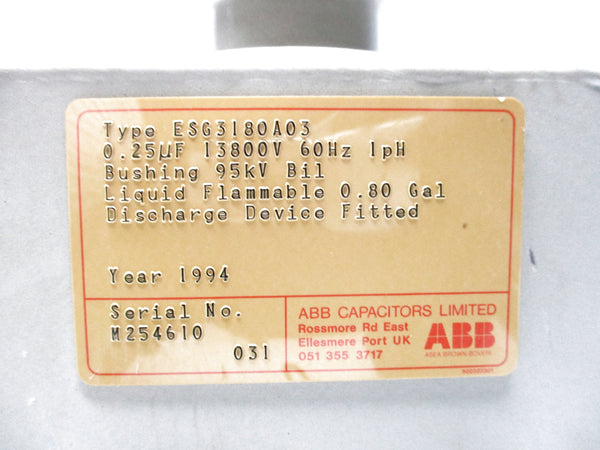 Type ESG3180A03
0.25µF 13800V 60Hz 1pH
Bushing 95kV Bil
Liquid Flammable 0.80 Gal
Discharge Device Fitted
Year 1994
Serial No.
M254610
031
ABB CAPACITORS LIMITED
Rossmore Rd East
Ellesmere Port UK
051 355 3717
ABB
ASEA BROWN BOVERI